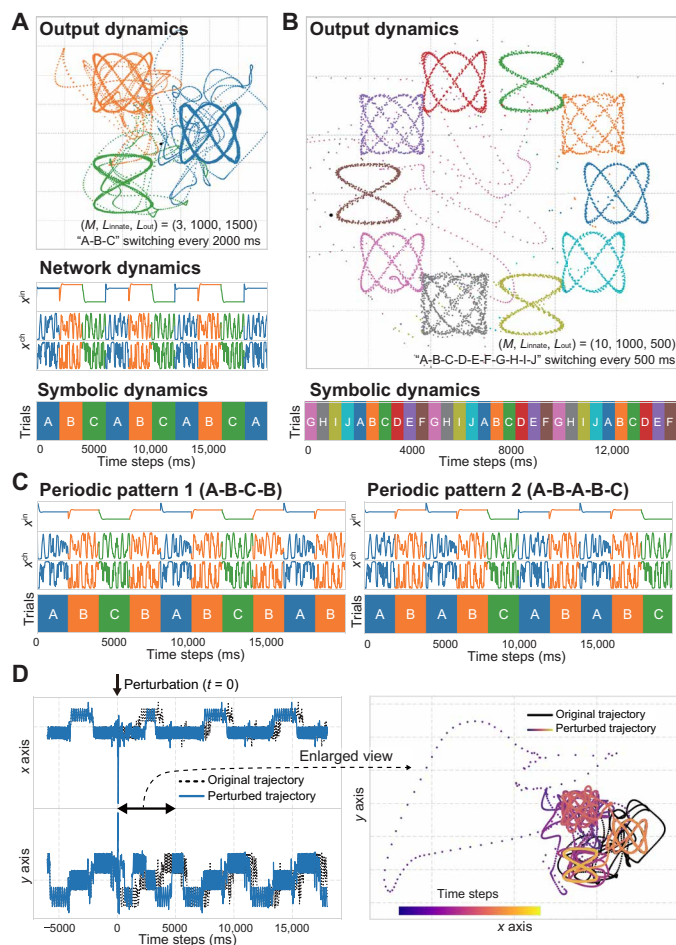 A
Output dynamics
(M, Linnate, Lout) = (3, 1000, 1500)
“A-B-C” switching every 2000 ms
Network dynamics
xin
xch
Symbolic dynamics
Trials
A B C A B C A B C A
0 5000 10,000 15,000
Time steps (ms)
B
Output dynamics
(M, Linnate, Lout) = (10, 1000, 500)
“A-B-C-D-E-F-G-H-I-J” switching every 500 ms
Symbolic dynamics
Trials
G H I J A B C D E F G H I J A B C D E F G H I J A B C D E F
0 4000 8000 12,000
Time steps (ms)
C
Periodic pattern 1 (A-B-C-B)
xin
xch
Trials
A B C B A B C B A B
0 5000 10,000 15,000
Time steps (ms)
Periodic pattern 2 (A-B-A-B-C)
xin
xch
Trials
A B A B C A B A B C
0 5000 10,000 15,000
Time steps (ms)
D
Perturbation (t = 0)
x axis
Enlarged view
Original trajectory
Perturbed trajectory
y axis
−5000 0 5000 10,000 15,000
Time steps (ms)
Original trajectory
Perturbed trajectory
y axis
Time steps
x axis